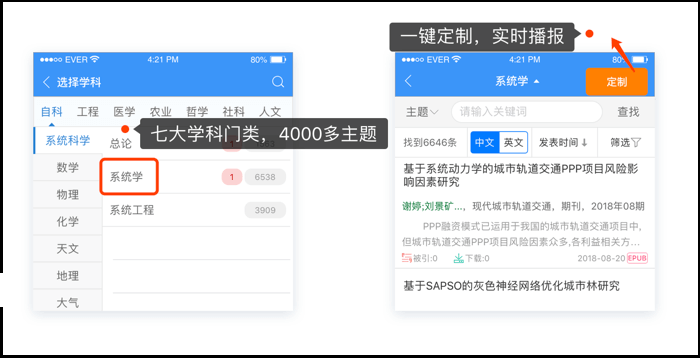 一键定制，实时播报
EVER 4:21 PM 80%
选择学科
自科 工程 医学 农业 哲学 社科 人文
系统科学
总论
七大学科门类，4000多主题
数学
系统学 1 6538
物理
系统工程 3909
化学
天文
地理
大气
EVER 4:21 PM 80%
系统学 定制
主题 请输入关键词 查找
找到6646条 中文 英文 发表时间 筛选
基于系统动力学的城市轨道交通PPP项目风险影
响因素研究
谢婷;刘景矿...，现代城市轨道交通，期刊，2018年08期
PPP融资模式已运用于我国的城市轨道交通项目中，
但城市轨道交通PPP项目风险因素众多,各利益相关方...
被引:0 下载:0 2018-08-20 EPUB
基于SAPSO的灰色神经网络优化城市林研究